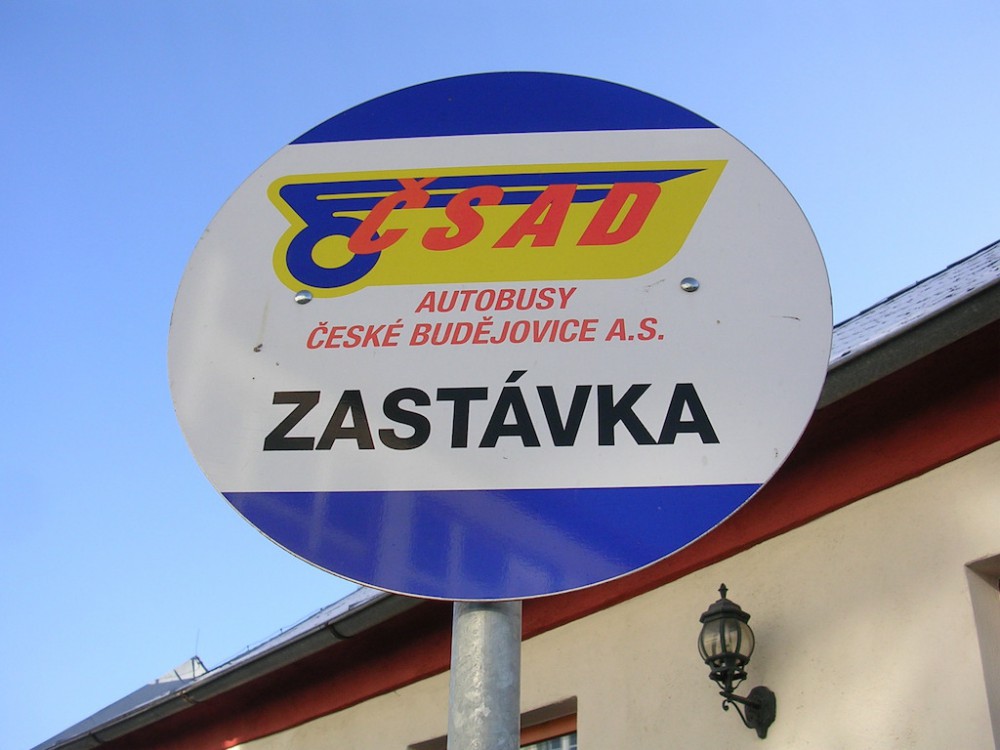 ČSAD
AUTOBUSY
ČESKÉ BUDĚJOVICE A.S.
ZASTÁVKA